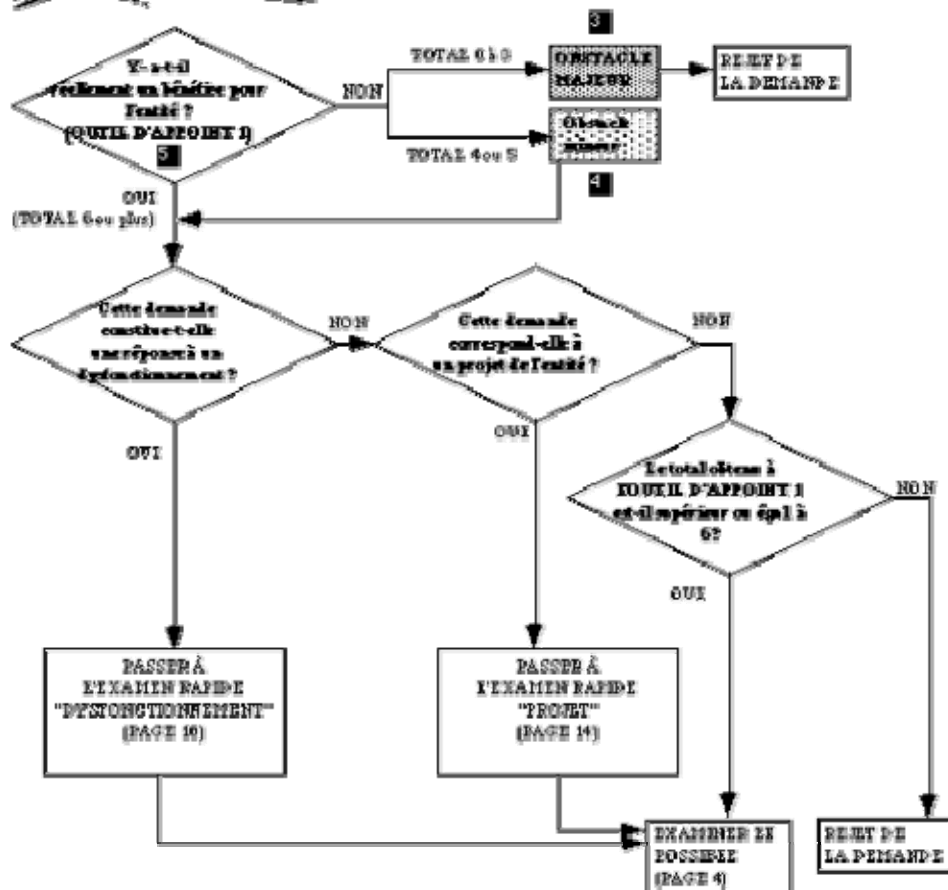 3
Y-a-t-il
réellement un bénéfice pour
l'entité ?
(OUTIL D'APPOINT 1)
5
NON
TOTAL 0 à 3
OBSTACLE
MAJEUR
REJET DE
LA DEMANDE
TOTAL 4 ou 5
Obstacle
mineur
4
OUI
(TOTAL 6 ou plus)
Cette demande
constitue-t-elle
une réponse à un
dysfonctionnement ?
NON
Cette demande
correspond-elle à
un projet de l'entité ?
NON
OUI
OUI
Le total obtenu à
L'OUTIL D'APPOINT 1
est-il supérieur ou égal à
6?
NON
OUI
PASSER À
L'EXAMEN RAPIDE
"DYSFONCTIONNEMENT"
(PAGE 10)
PASSER À
L'EXAMEN RAPIDE
"PROJET"
(PAGE 14)
EXAMINER LE
POSSIBLE
(PAGE 4)
REJET DE
LA DEMANDE